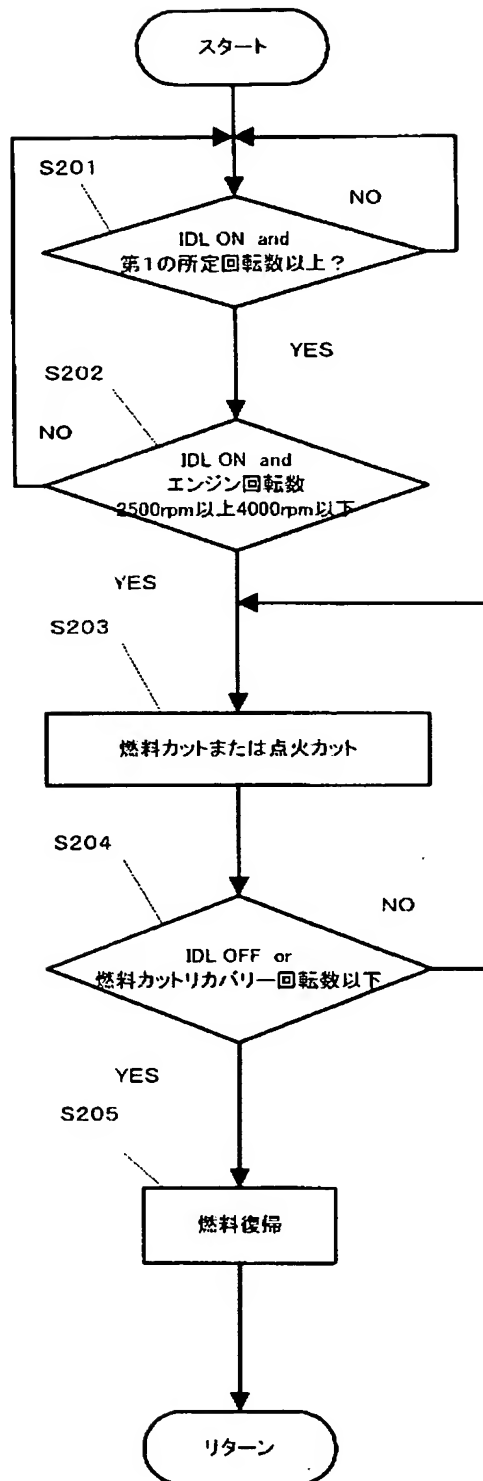 スタート
S201
NO
IDL ON and
第1の所定回転数以上?
YES
S202
NO
IDL ON and
エンジン回転数
2500rpm以上4000rpm以下
YES
S203
燃料カットまたは点火カット
S204
NO
IDL OFF or
燃料カットリカバリー回転数以下
YES
S205
燃料復帰
リターン